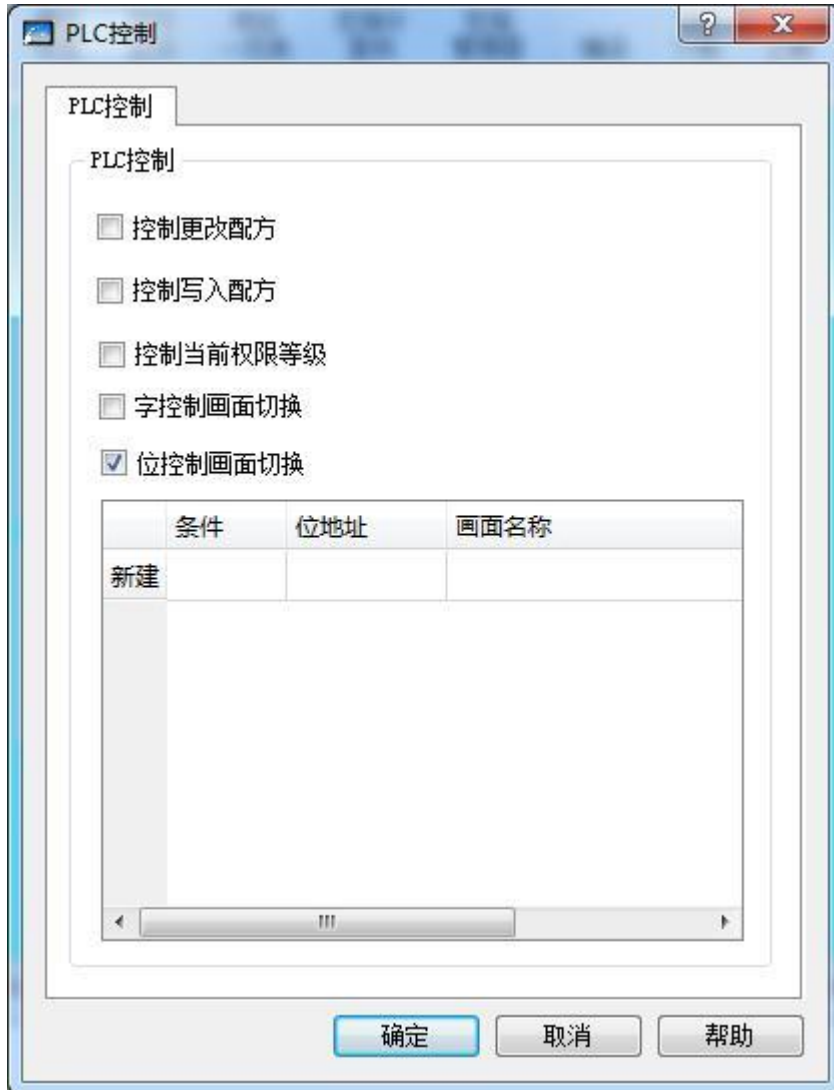 PLC控制
PLC控制
PLC控制
控制更改配方
控制写入配方
控制当前权限等级
字控制画面切换
位控制画面切换
条件 位地址 画面名称
新建
确定 取消 帮助